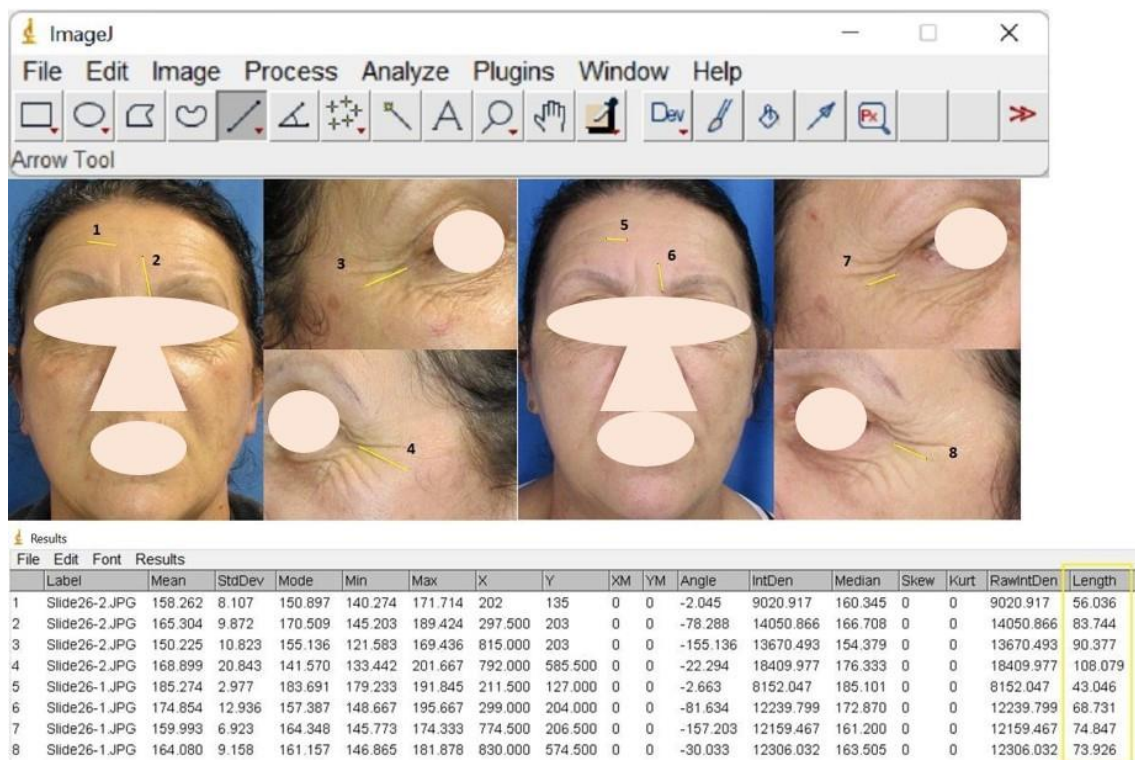 ImageJ
File Edit Image Process Analyze Plugins Window Help
A Dev Px
Arrow Tool
1
2
3
4
5
6
7
8
Results
File Edit Font Results
Label Mean StdDev Mode Min Max X Y XM YM Angle IntDen Median Skew Kurt RawIntDen Length
1 Slide26-2.JPG 158.262 8.107 150.897 140.274 171.714 202 135 0 0 -2.045 9020.917 160.345 0 0 9020.917 56.036
2 Slide26-2.JPG 165.304 9.872 170.509 145.203 189.424 297.500 203 0 0 -78.288 14050.866 166.708 0 0 14050.866 83.744
3 Slide26-2.JPG 150.225 10.823 155.136 121.583 169.436 815.000 203 0 0 -155.136 13670.493 154.379 0 0 13670.493 90.377
4 Slide26-2.JPG 168.899 20.843 141.570 133.442 201.667 792.000 585.500 0 0 -22.294 18409.977 176.333 0 0 18409.977 108.079
5 Slide26-1.JPG 185.274 2.977 183.691 179.233 191.845 211.500 127.000 0 0 -2.663 8152.047 185.101 0 0 8152.047 43.046
6 Slide26-1.JPG 174.854 12.936 157.387 148.667 195.667 299.000 204.000 0 0 -81.634 12239.799 172.870 0 0 12239.799 68.731
7 Slide26-1.JPG 159.993 6.923 164.348 145.773 174.333 774.500 206.500 0 0 -157.203 12159.467 161.200 0 0 12159.467 74.847
8 Slide26-1.JPG 164.080 9.158 161.157 146.865 181.878 830.000 574.500 0 0 -30.033 12306.032 163.505 0 0 12306.032 73.926